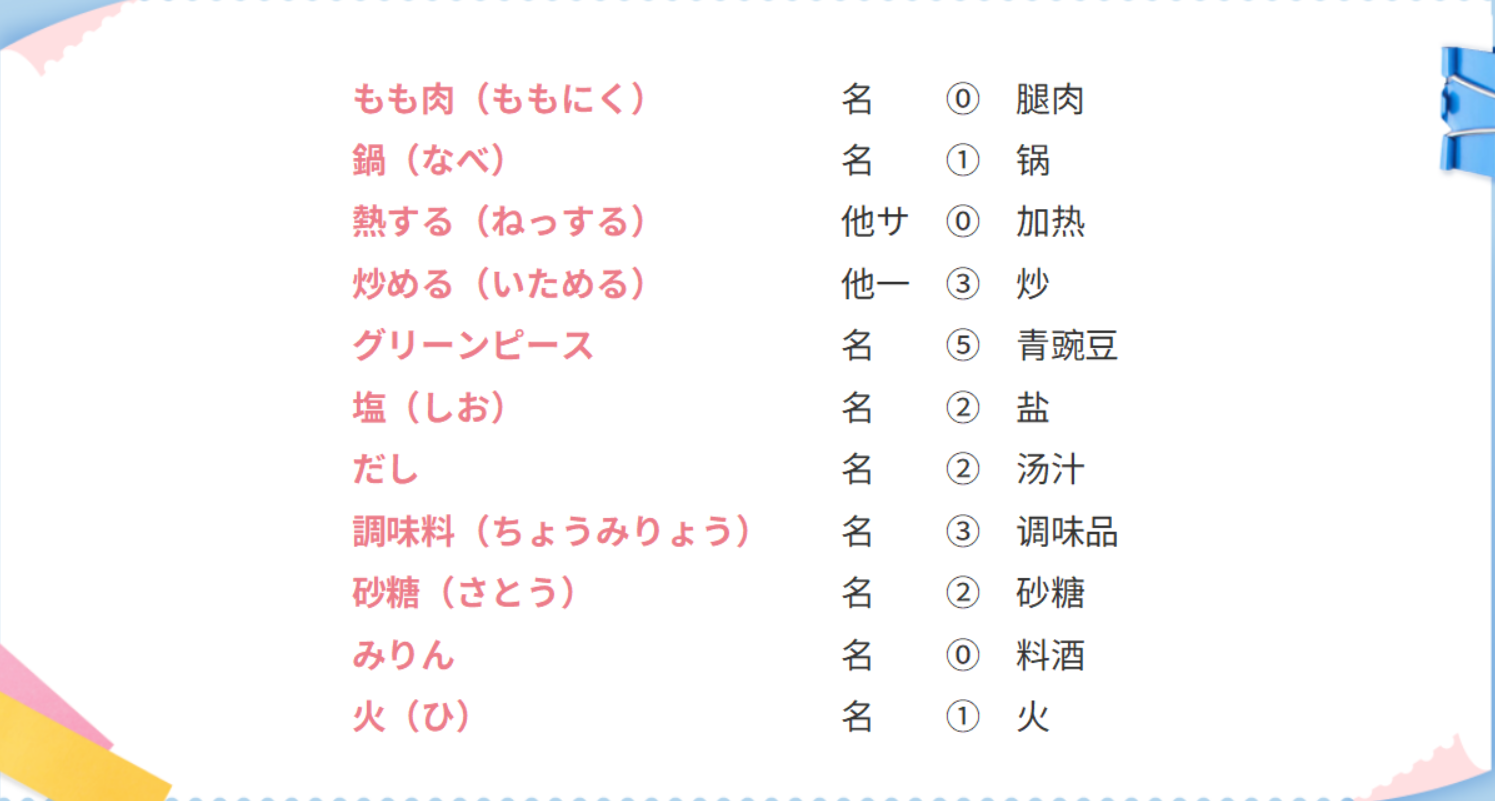 もも肉（ももにく） 名 ⓪ 腿肉
鍋（なべ） 名 ① 锅
熱する（ねっする） 他サ ⓪ 加热
炒める（いためる） 他一 ③ 炒
グリーンピース 名 ⑤ 青豌豆
塩（しお） 名 ② 盐
だし 名 ② 汤汁
調味料（ちょうみりょう） 名 ③ 调味品
砂糖（さとう） 名 ② 砂糖
みりん 名 ⓪ 料酒
火（ひ） 名 ① 火